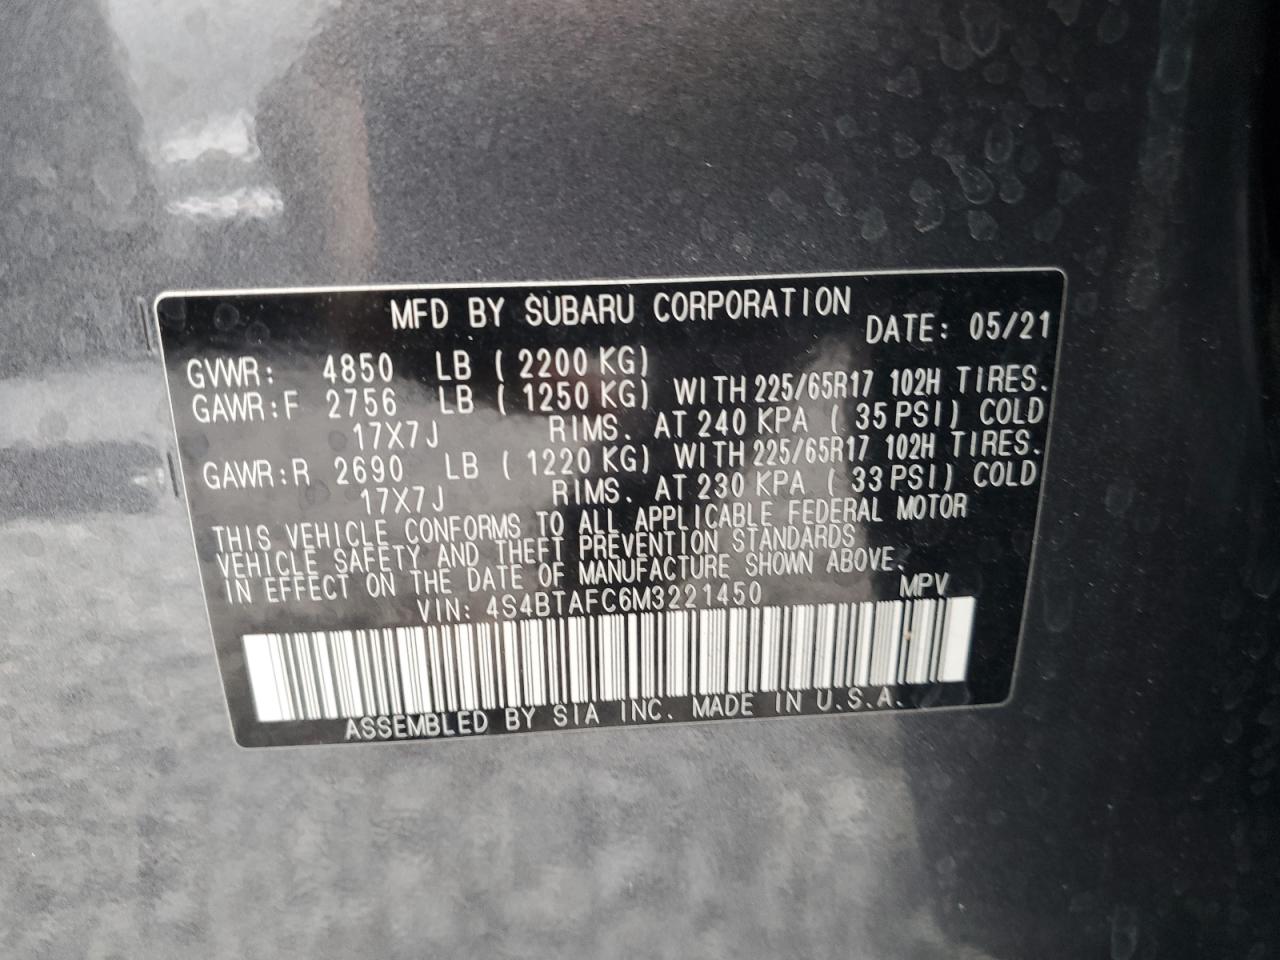 MFD BY SUBARU CORPORATION
DATE: 05/21
GVWR: 4850 LB ( 2200 KG)
GAWR:F 2756 LB ( 1250 KG) WITH 225/65R17 102H TIRES.
17X7J RIMS. AT 240 KPA ( 35 PSI) COLD
GAWR:R 2690 LB ( 1220 KG) WITH 225/65R17 102H TIRES.
17X7J RIMS. AT 230 KPA ( 33 PSI) COLD
THIS VEHICLE CONFORMS TO ALL APPLICABLE FEDERAL MOTOR
VEHICLE SAFETY AND THEFT PREVENTION STANDARDS
IN EFFECT ON THE DATE OF MANUFACTURE SHOWN ABOVE.
VIN: 4S4BTAFC6M3221450 MPV
ASSEMBLED BY SIA INC. MADE IN U.S.A.